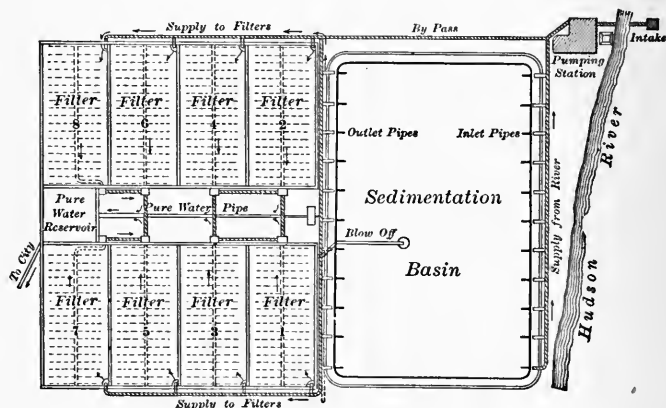 Supply to Filters
By Pass
Intake
Pumping
Station
Filter
8
Filter
6
Filter
4
Filter
2
Outlet Pipes
Inlet Pipes
Pure
Water
Reservoir
Pure Water Pipe
Sedimentation
Basin
Blow Off
Supply from River
Hudson River
To City
Filter
7
Filter
5
Filter
3
Filter
1
Supply to Filters